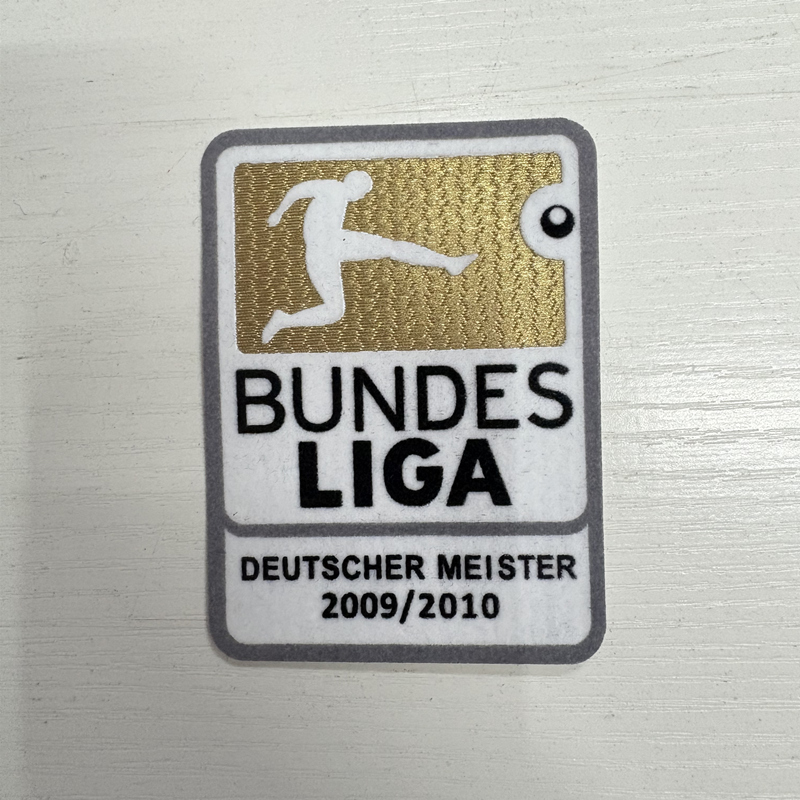 BUNDES
LIGA
DEUTSCHER MEISTER
2009/2010